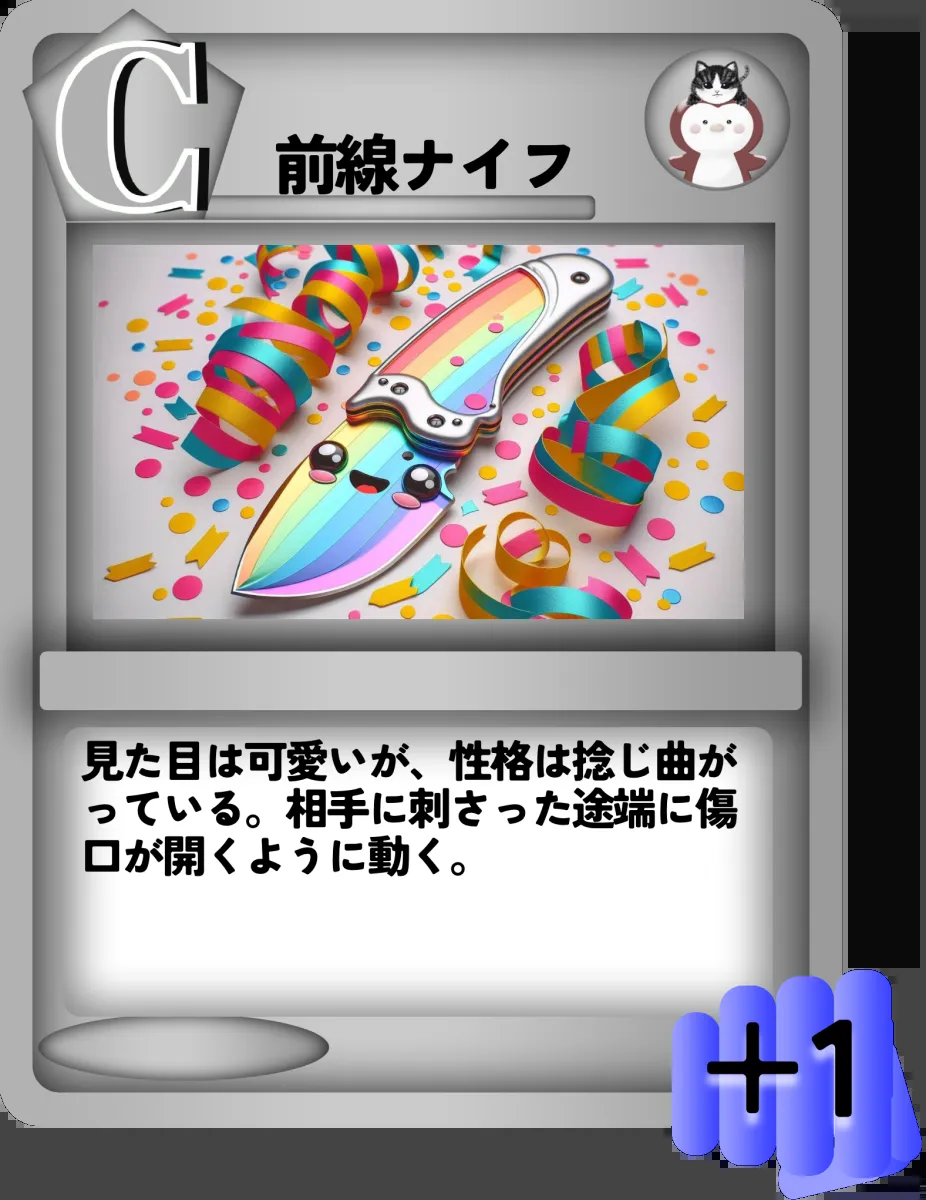 C
前線ナイフ
見た目は可愛いが、性格は捻じ曲が
っている。相手に刺さった途端に傷
口が開くように動く。
+1